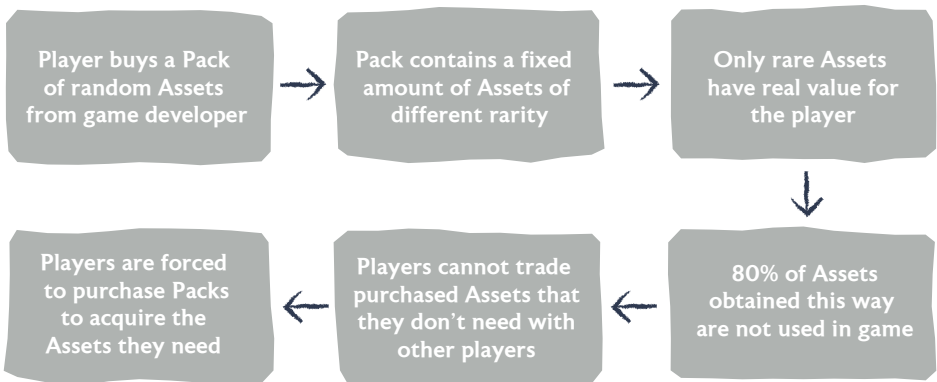 Player buys a Pack
of random Assets
from game developer
Pack contains a fixed
amount of Assets of
different rarity
Only rare Assets
have real value for
the player
80% of Assets
obtained this way
are not used in game
Players cannot trade
purchased Assets that
they don’t need with
other players
Players are forced
to purchase Packs
to acquire the
Assets they need